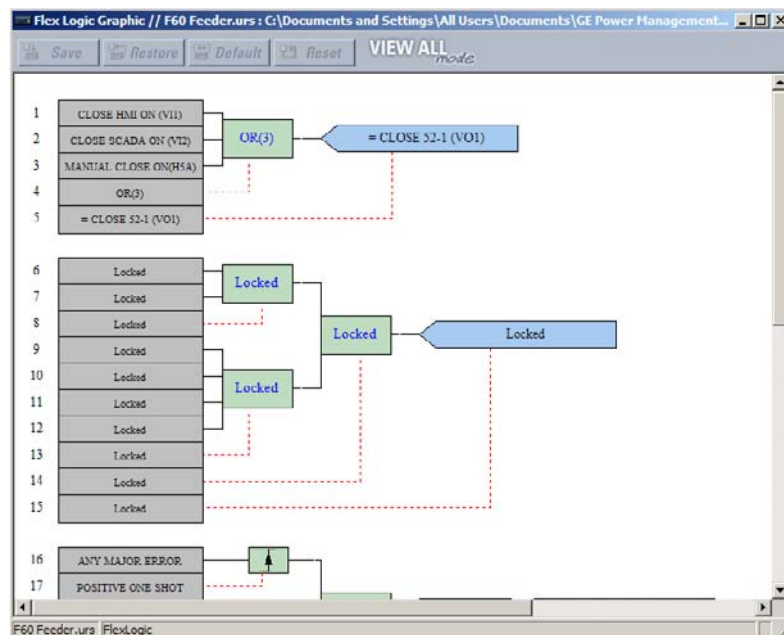 Flex Logic Graphic // F60 Feeder.urs : C:\Documents and Settings\All Users\Documents\GE Power Management...
Save Restore Default Reset VIEW ALL mode
1 CLOSE HMI ON (VI1)
2 CLOSE SCADA ON (VI2)
3 MANUAL CLOSE ON(H5A)
4 OR(3)
5 = CLOSE 52-1 (VO1)
OR(3)
= CLOSE 52-1 (VO1)
6 Locked
7 Locked
8 Locked
9 Locked
10 Locked
11 Locked
12 Locked
13 Locked
14 Locked
15 Locked
Locked
Locked
Locked
Locked
16 ANY MAJOR ERROR
17 POSITIVE ONE SHOT
F60 Feeder.urs FlexLogic